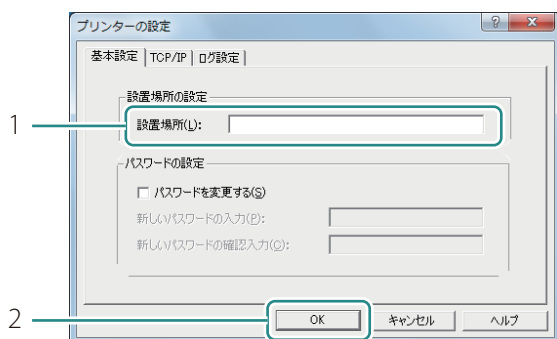 プリンターの設定
基本設定 TCP/IP ログ設定
設置場所の設定
1 設置場所(L):
パスワードの設定
パスワードを変更する(S)
新しいパスワードの入力(P):
新しいパスワードの確認入力(C):
2 OK キャンセル ヘルプ